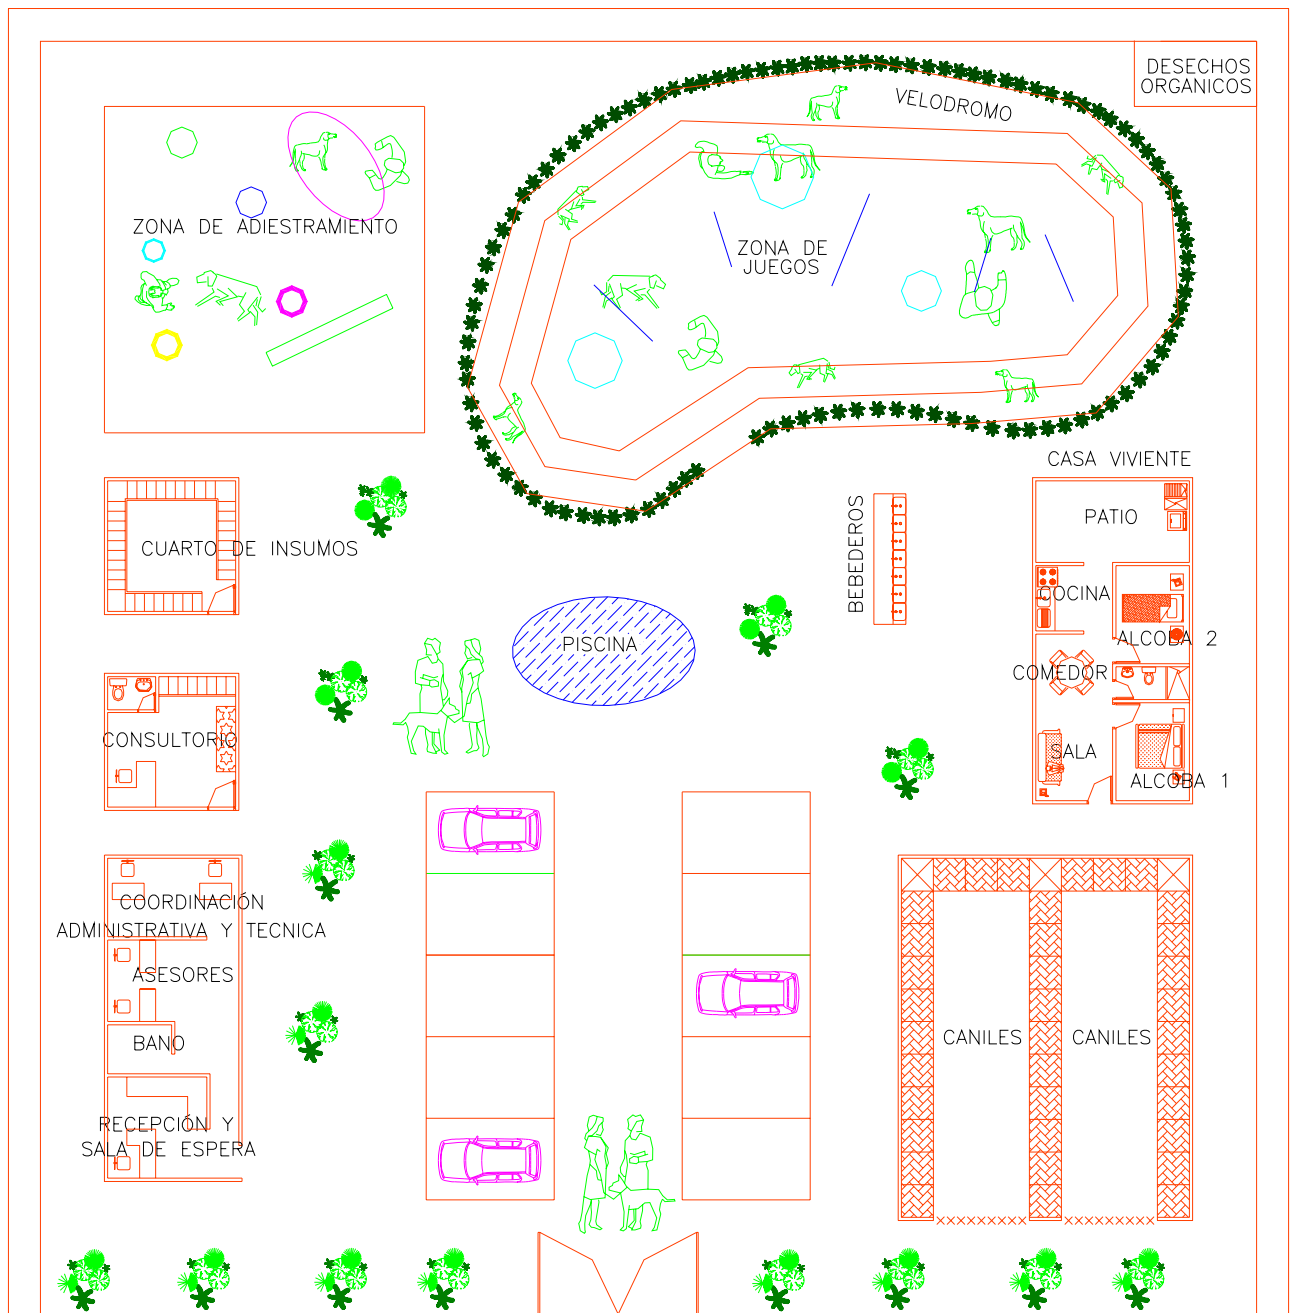 DESECHOS
ORGANICOS
VELODROMO
ZONA DE ADIESTRAMIENTO
ZONA DE
JUEGOS
CASA VIVIENTE
PATIO
BEBEDEROS
CUARTO DE INSUMOS
COCINA
ALCOBA 2
PISCINA
COMEDOR
CONSULTORIO
SALA
ALCOBA 1
COORDINACIÓN
ADMINISTRATIVA Y TECNICA
ASESORES
BANO
CANILES
CANILES
RECEPCIÓN Y
SALA DE ESPERA